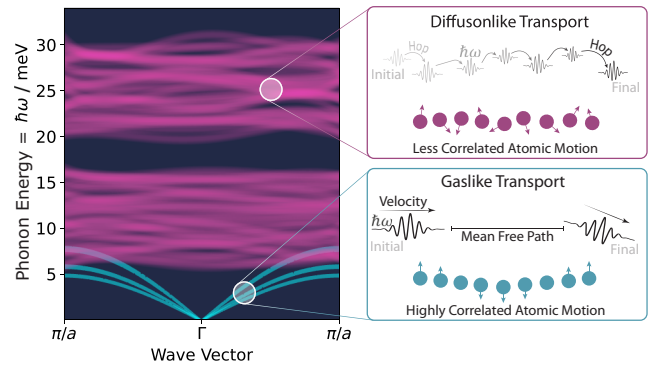 Phonon Energy = ℏω / meV
30
25
20
15
10
5
π/a
Γ
π/a
Wave Vector
Diffusonlike Transport
Hop
ℏω
Hop
Initial
Final
Less Correlated Atomic Motion
Gaslike Transport
Velocity
ℏω
Initial
Mean Free Path
Final
Highly Correlated Atomic Motion